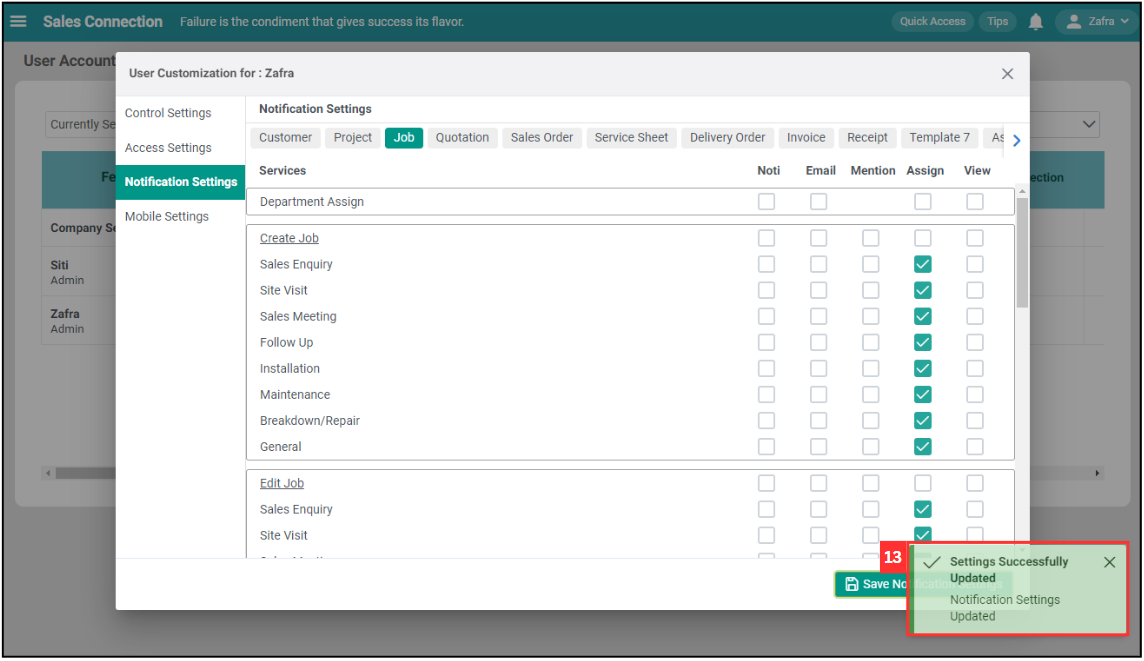 Sales Connection Failure is the condiment that gives success its flavor. Quick Access Tips Zafra
User Account
User Customization for : Zafra
Control Settings
Access Settings
Notification Settings
Mobile Settings
Notification Settings
Customer Project Job Quotation Sales Order Service Sheet Delivery Order Invoice Receipt Template 7
Services Noti Email Mention Assign View
Department Assign
Create Job
Sales Enquiry
Site Visit
Sales Meeting
Follow Up
Installation
Maintenance
Breakdown/Repair
General
Edit Job
Sales Enquiry
Site Visit
Currently Se
Fe
ection
Company Se
Siti
Admin
Zafra
Admin
Save No
13
Settings Successfully
Updated
Notification Settings
Updated